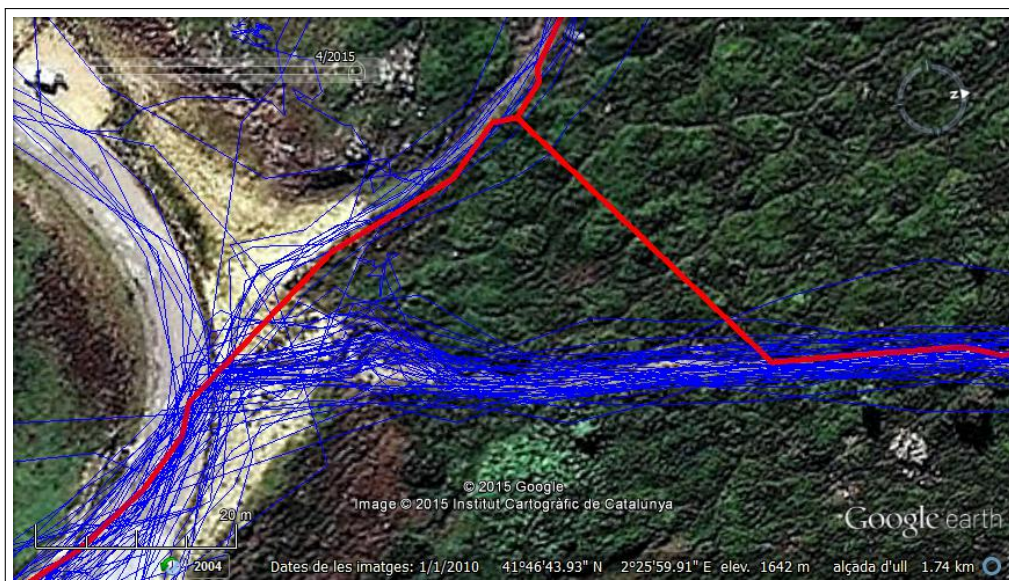 4/2015
N
© 2015 Google
Image © 2015 Institut Cartogràfic de Catalunya
Google earth
20 m
2004
Dates de les imatges: 1/1/2010 41°46'43.93" N 2°25'59.91" E elev. 1642 m alçada d'ull 1.74 km